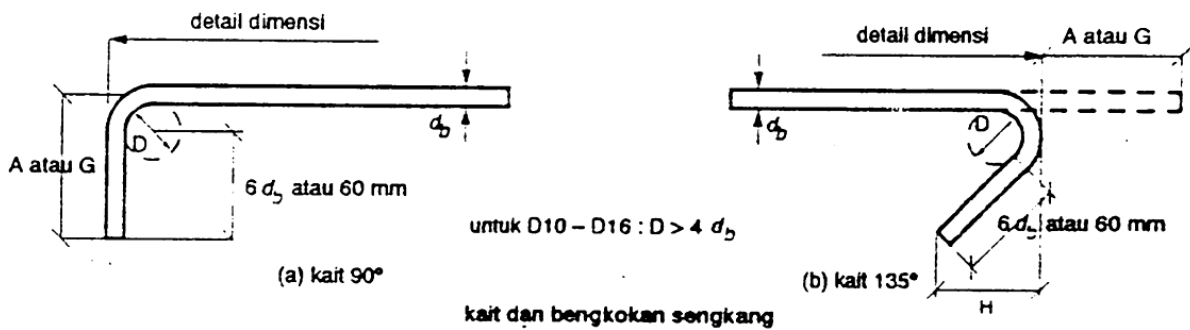 detail dimensi
D
d_b
A atau G
6 d_b atau 60 mm
(a) kait 90°
untuk D10 – D16 : D > 4 d_b
detail dimensi
A atau G
d_b
D
6 d_b atau 60 mm
(b) kait 135°
H
kait dan bengkokan sengkang